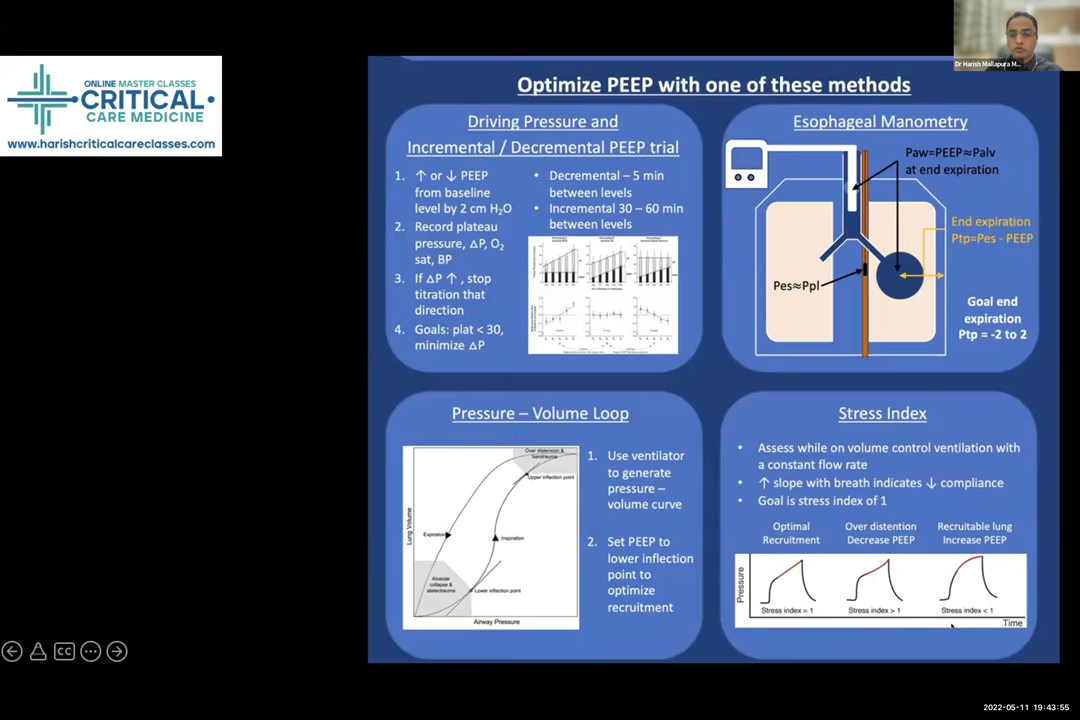 ONLINE MASTER CLASSES
CRITICAL
CARE MEDICINE
www.harishcriticalcareclasses.com
Dr Harish Mallapura M...
Optimize PEEP with one of these methods
Driving Pressure and
Incremental / Decremental PEEP trial
1. ↑ or ↓ PEEP
from baseline
level by 2 cm H₂O
2. Record plateau
pressure, △P, O₂
sat, BP
3. If △P ↑, stop
titration that
direction
4. Goals: plat < 30,
minimize △P
• Decremental – 5 min
between levels
• Incremental 30 – 60 min
between levels
Esophageal Manometry
Paw=PEEP≈Palv
at end expiration
End expiration
Ptp=Pes - PEEP
Pes≈Ppl
Goal end
expiration
Ptp = -2 to 2
Pressure – Volume Loop
Over distension &
Upper inflection point
Lung Volume
Expiration
Inspiration
Alveolar
collapse &
atelectrauma
Lower inflection point
Airway Pressure
1. Use ventilator
to generate
pressure –
volume curve
2. Set PEEP to
lower inflection
point to
optimize
recruitment
Stress Index
• Assess while on volume control ventilation with
a constant flow rate
• ↑ slope with breath indicates ↓ compliance
• Goal is stress index of 1
Optimal
Recruitment
Over distention
Decrease PEEP
Recruitable lung
Increase PEEP
Pressure
Stress index = 1
Stress index > 1
Stress index < 1
Time
CC
2022-05-11 19:43:55